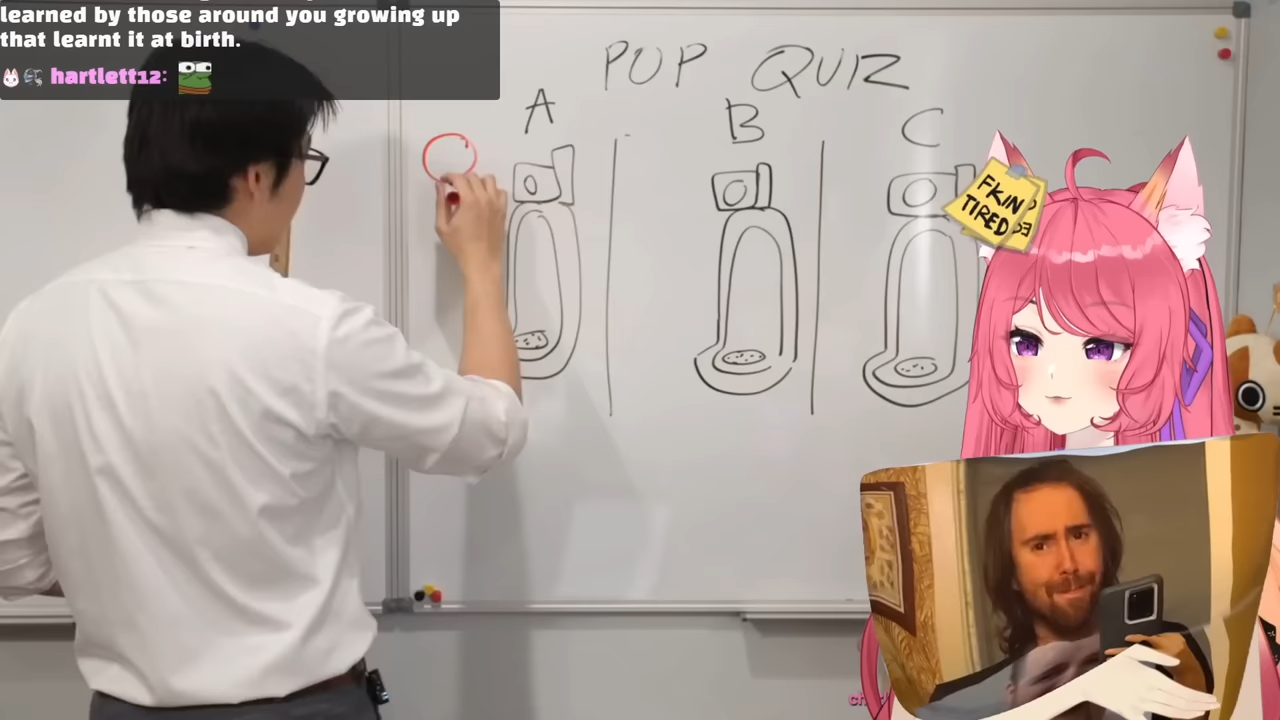 learned by those around you growing up
that learnt it at birth.
hartlett12:
POP QUIZ
A
B
C
FKIN
TIRED